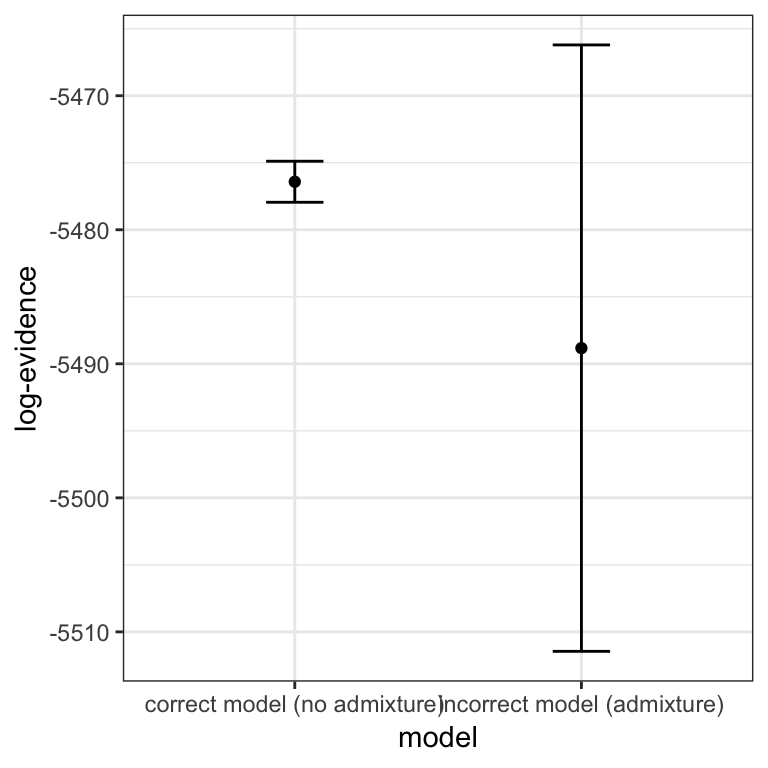 -5470
-5480
-5490
-5500
-5510
log-evidence
correct model (no admixture)
incorrect model (admixture)
model